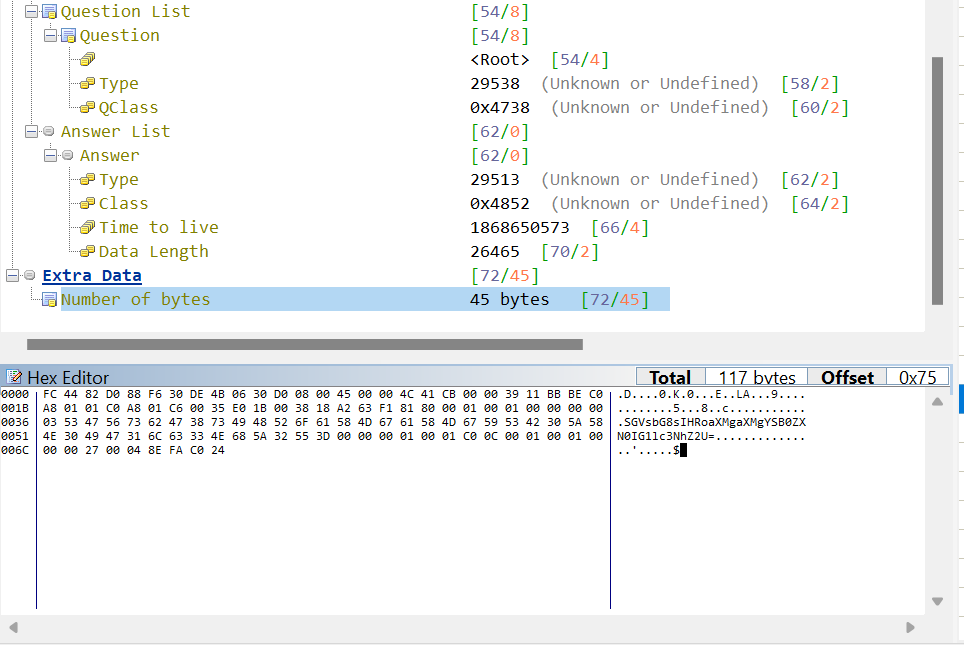 Question List [54/8]
Question [54/8]
<Root> [54/4]
Type 29538 (Unknown or Undefined) [58/2]
QClass 0x4738 (Unknown or Undefined) [60/2]
Answer List [62/0]
Answer [62/0]
Type 29513 (Unknown or Undefined) [62/2]
Class 0x4852 (Unknown or Undefined) [64/2]
Time to live 1868650573 [66/4]
Data Length 26465 [70/2]
Extra Data [72/45]
Number of bytes 45 bytes [72/45]
Hex Editor Total 117 bytes Offset 0x75
0000 FC 44 82 D0 88 F6 30 DE 4B 06 30 D0 08 00 45 00 00 4C 41 CB 00 00 39 11 BB BE C0 .D....0.K.0...E..LA...9....
001B A8 01 01 C0 A8 01 C6 00 35 E0 1B 00 38 18 A2 63 F1 81 80 00 01 00 01 00 00 00 00 ........5...8..c...........
0036 03 53 47 56 73 62 47 38 73 49 48 52 6F 61 58 4D 67 61 58 4D 67 59 53 42 30 5A 58 .SGVsbG8sIHRoaXMgaXMgYSB0ZX
0051 4E 30 49 47 31 6C 63 33 4E 68 5A 32 55 3D 00 00 00 01 00 01 C0 0C 00 01 00 01 00 N0IG1lc3NhZ2U=.............
006C 00 00 27 00 04 8E FA C0 24 ..'.....$